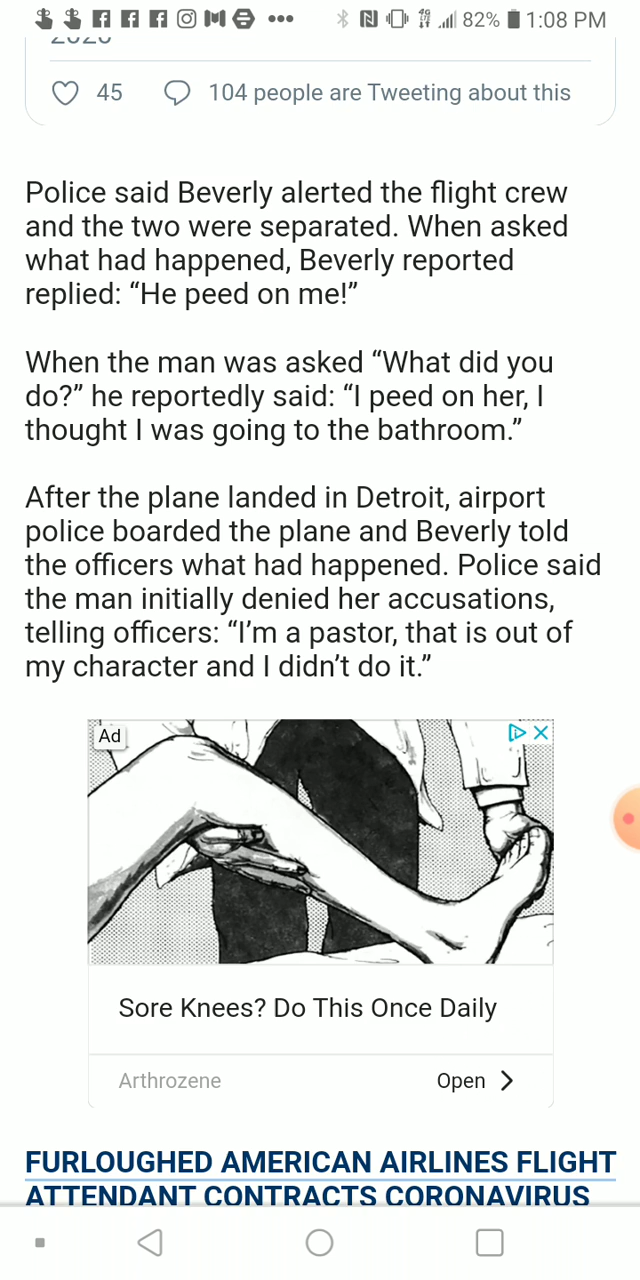 82% 1:08 PM
45 104 people are Tweeting about this
Police said Beverly alerted the flight crew
and the two were separated. When asked
what had happened, Beverly reported
replied: “He peed on me!”
When the man was asked “What did you
do?” he reportedly said: “I peed on her, I
thought I was going to the bathroom.”
After the plane landed in Detroit, airport
police boarded the plane and Beverly told
the officers what had happened. Police said
the man initially denied her accusations,
telling officers: “I’m a pastor, that is out of
my character and I didn’t do it.”
Ad
Sore Knees? Do This Once Daily
Arthrozene Open
FURLOUGHED AMERICAN AIRLINES FLIGHT
ATTENDANT CONTRACTS CORONAVIRUS